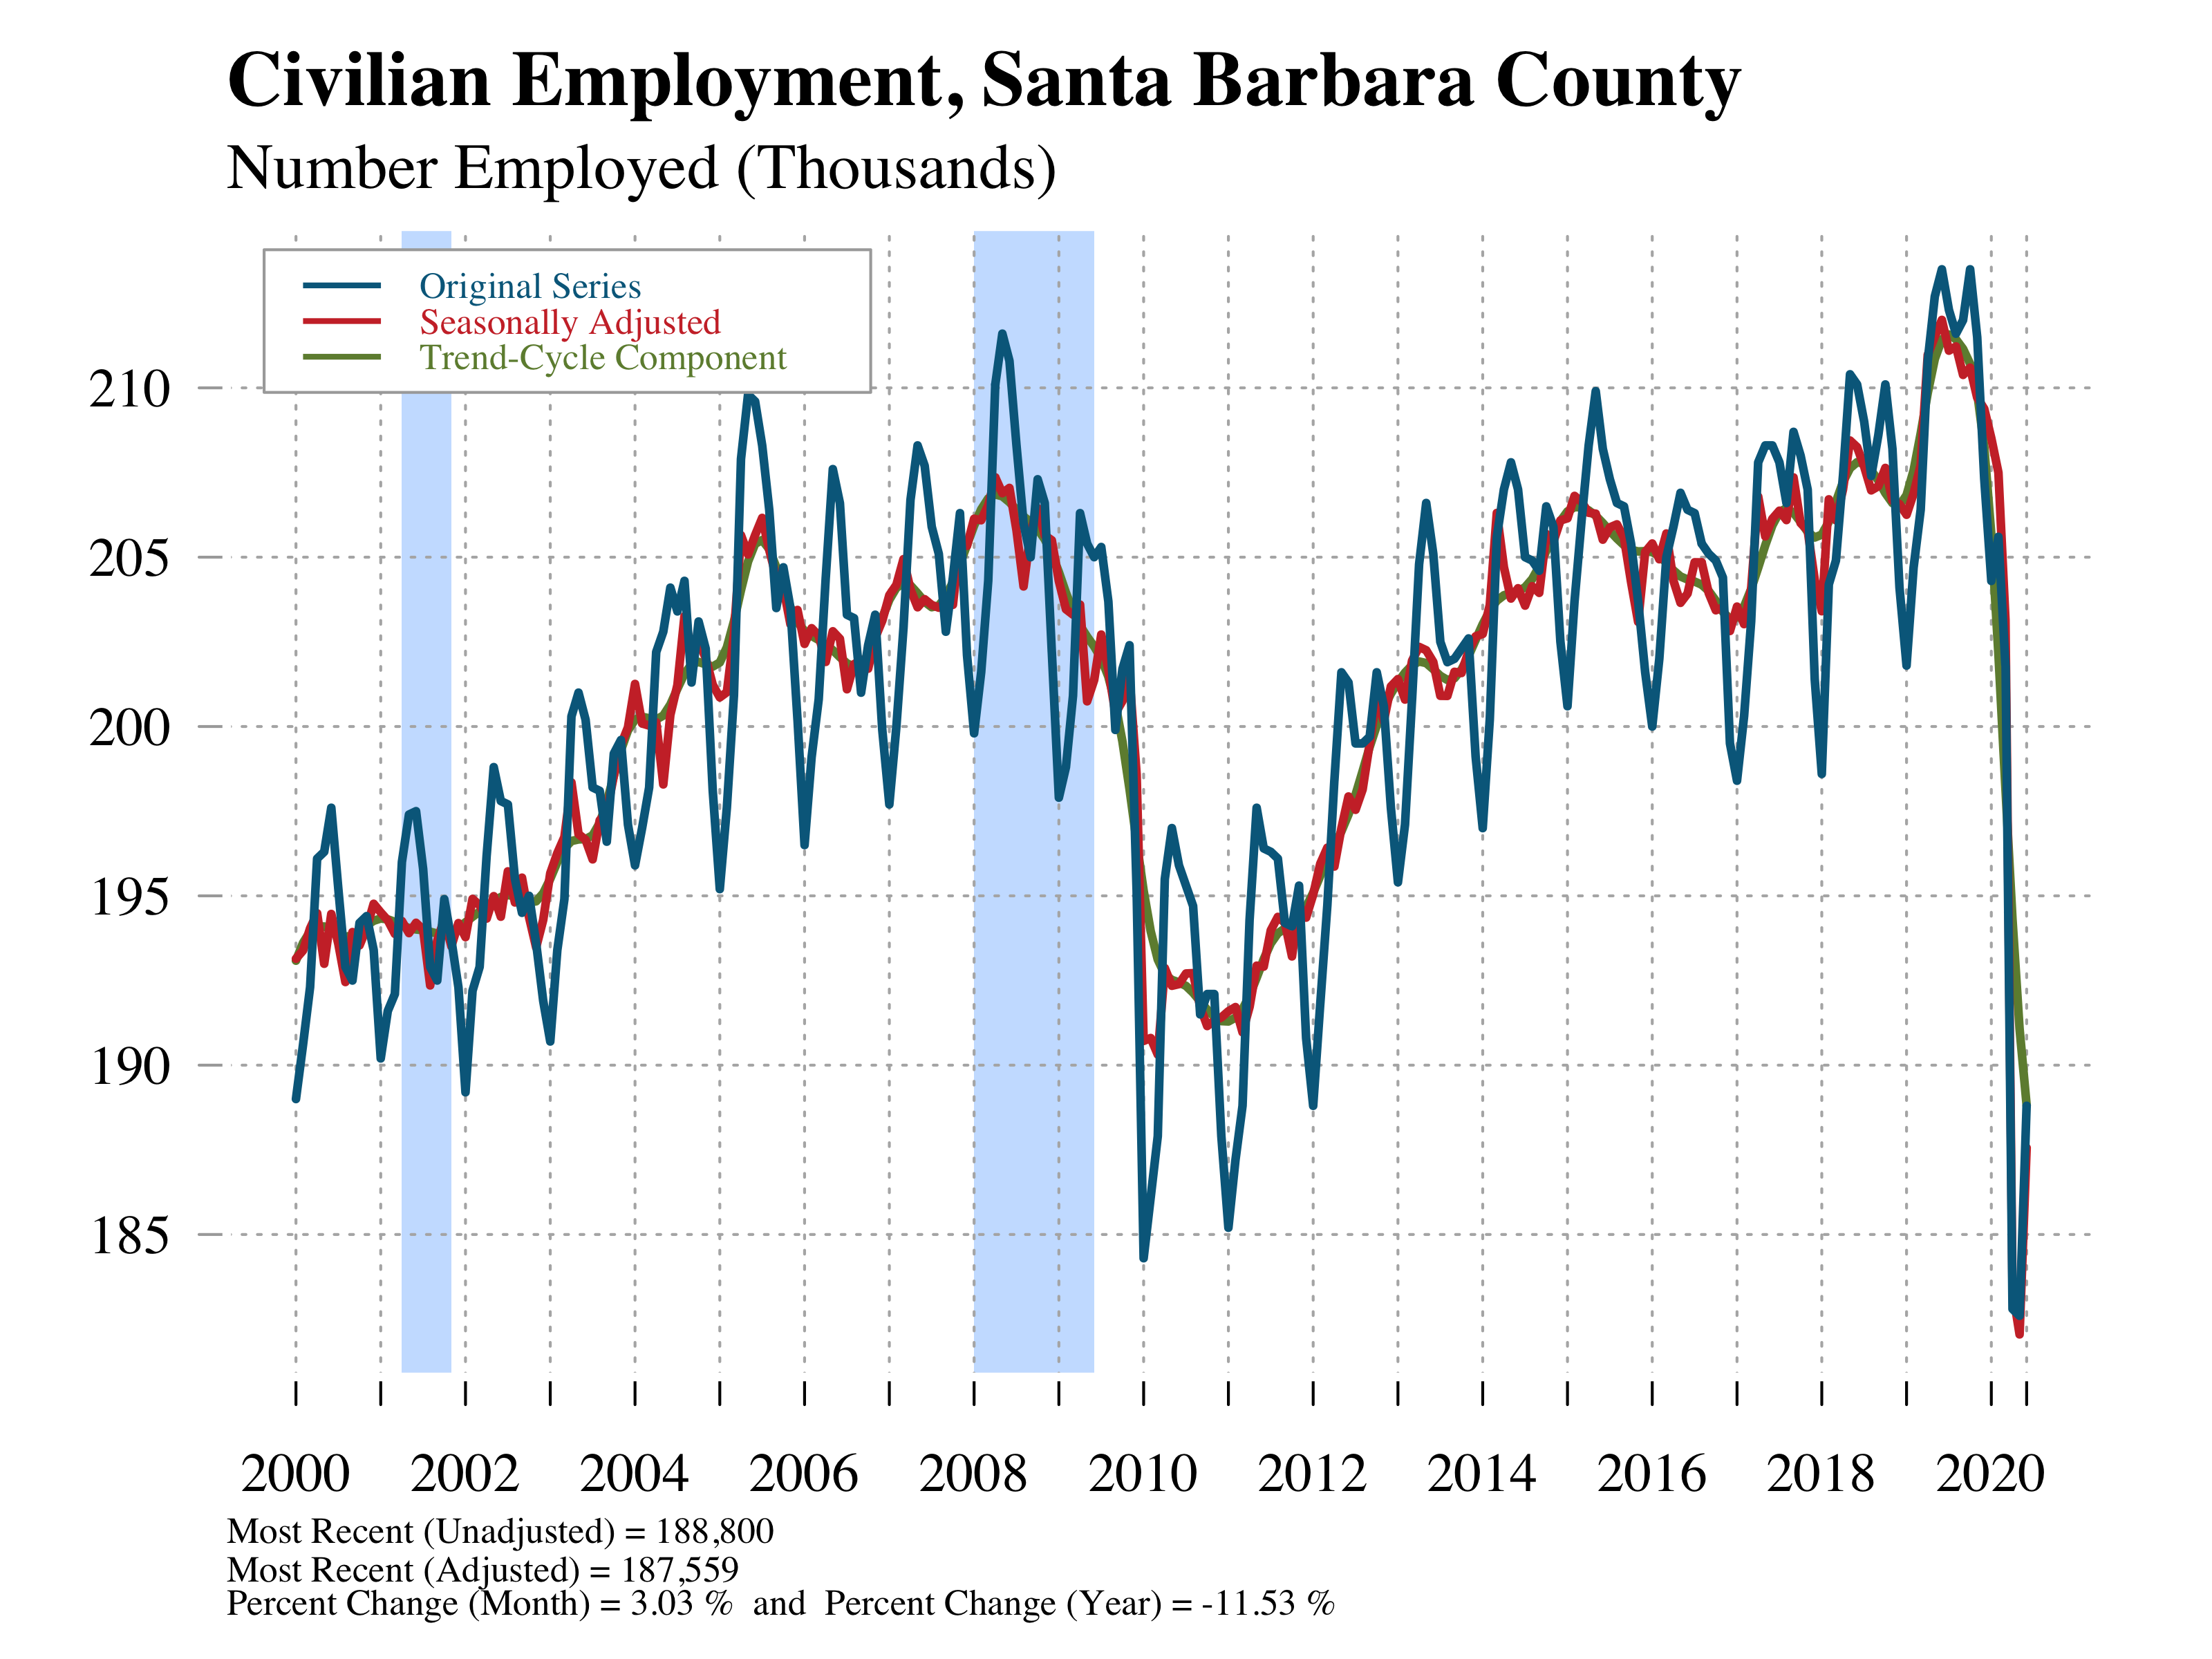 Civilian Employment, Santa Barbara County
Number Employed (Thousands)
Original Series
Seasonally Adjusted
Trend-Cycle Component
210
205
200
195
190
185
2000 2002 2004 2006 2008 2010 2012 2014 2016 2018 2020
Most Recent (Unadjusted) = 188,800
Most Recent (Adjusted) = 187,559
Percent Change (Month) = 3.03 % and Percent Change (Year) = -11.53 %